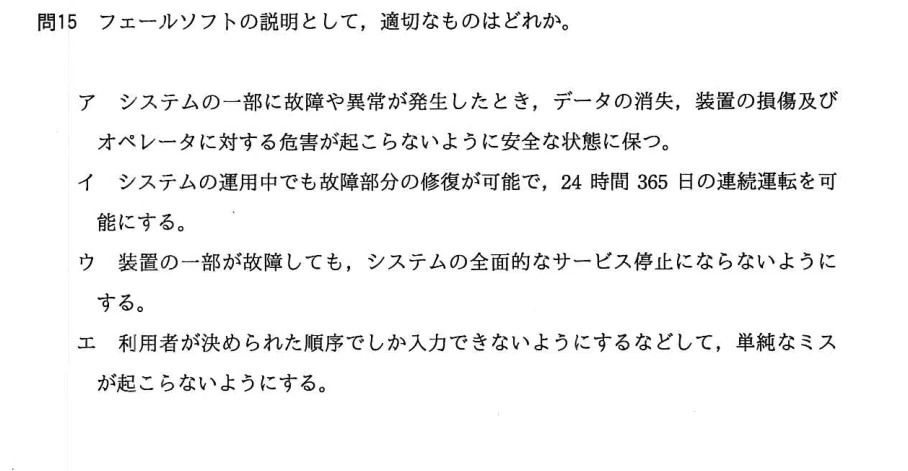 問15 フェールソフトの説明として，適切なものはどれか。
ア システムの一部に故障や異常が発生したとき，データの消失，装置の損傷及び
オペレータに対する危害が起こらないように安全な状態に保つ。
イ システムの運用中でも故障部分の修復が可能で，24 時間 365 日の連続運転を可
能にする。
ウ 装置の一部が故障しても，システムの全面的なサービス停止にならないように
する。
エ 利用者が決められた順序でしか入力できないようにするなどして，単純なミス
が起こらないようにする。